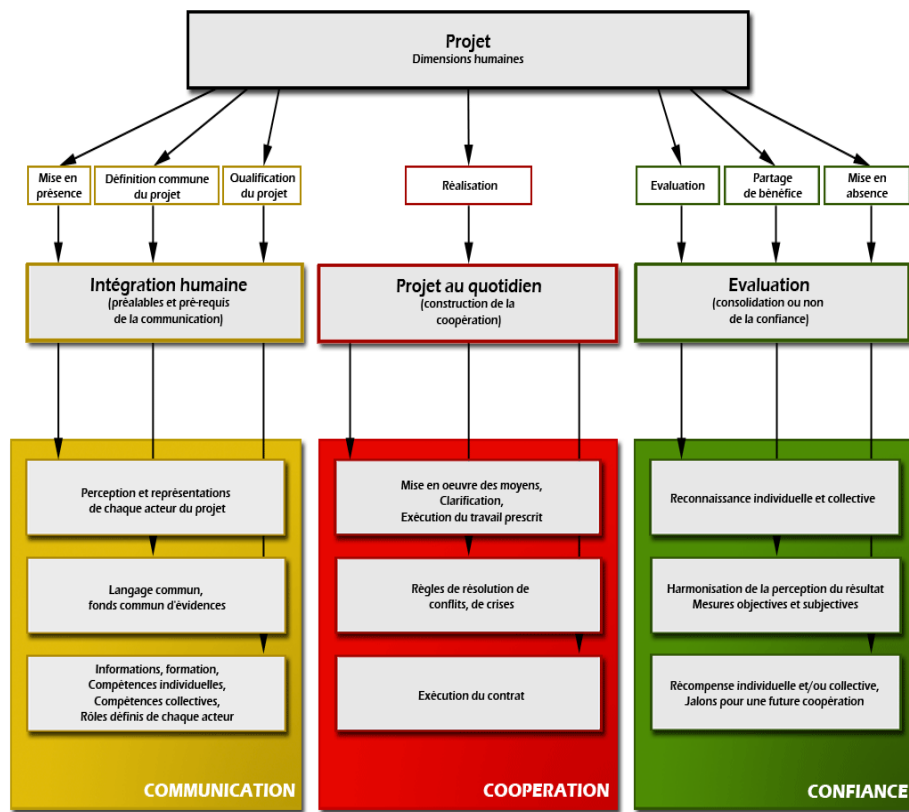 Projet
Dimensions humaines
Mise en
présence
Définition commune
du projet
Qualification
du projet
Réalisation
Evaluation
Partage
de bénéfice
Mise en
absence
Intégration humaine
(préalables et pré-requis
de la communication)
Projet au quotidien
(construction de la
coopération)
Evaluation
(consolidation ou non
de la confiance)
Perception et représentations
de chaque acteur du projet
Langage commun,
fonds commun d'évidences
Informations, formation,
Compétences individuelles,
Compétences collectives,
Rôles définis de chaque acteur
COMMUNICATION
Mise en oeuvre des moyens,
Clarification,
Exécution du travail prescrit
Règles de résolution de
conflits, de crises
Exécution du contrat
COOPERATION
Reconnaissance individuelle et collective
Harmonisation de la perception du résultat
Mesures objectives et subjectives
Récompense individuelle et/ou collective,
Jalons pour une future coopération
CONFIANCE